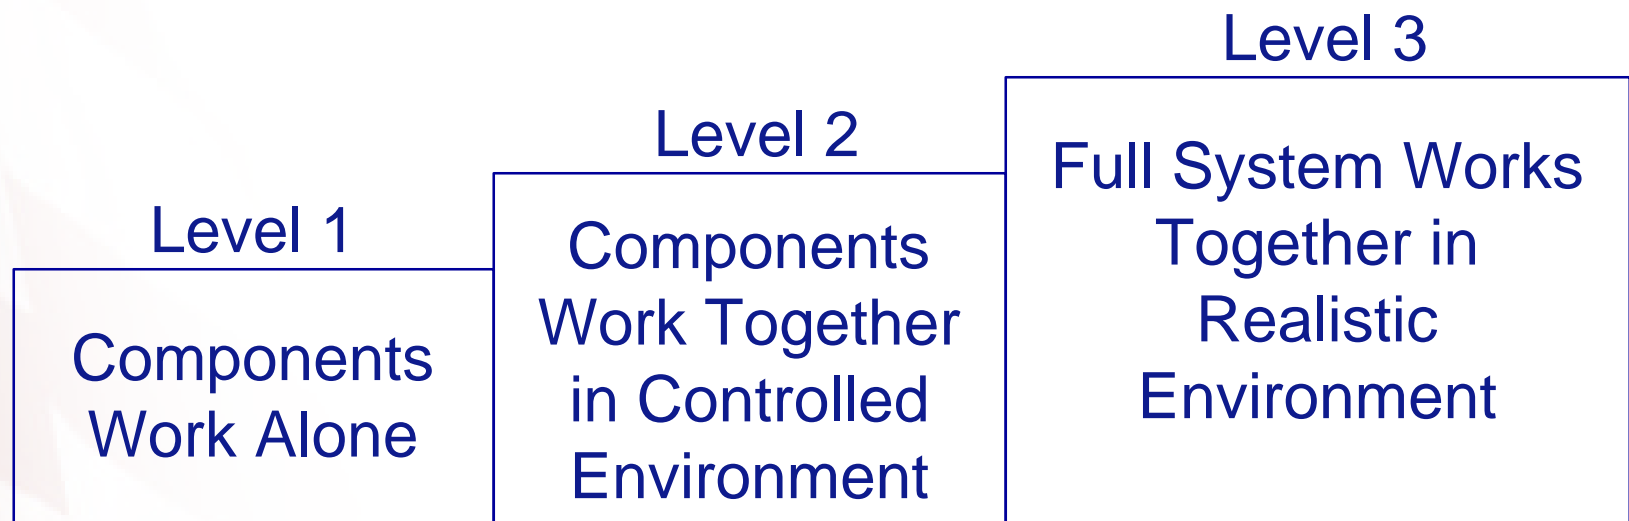 Level 1
Components
Work Alone
Level 2
Components
Work Together
in Controlled
Environment
Level 3
Full System Works
Together in
Realistic
Environment